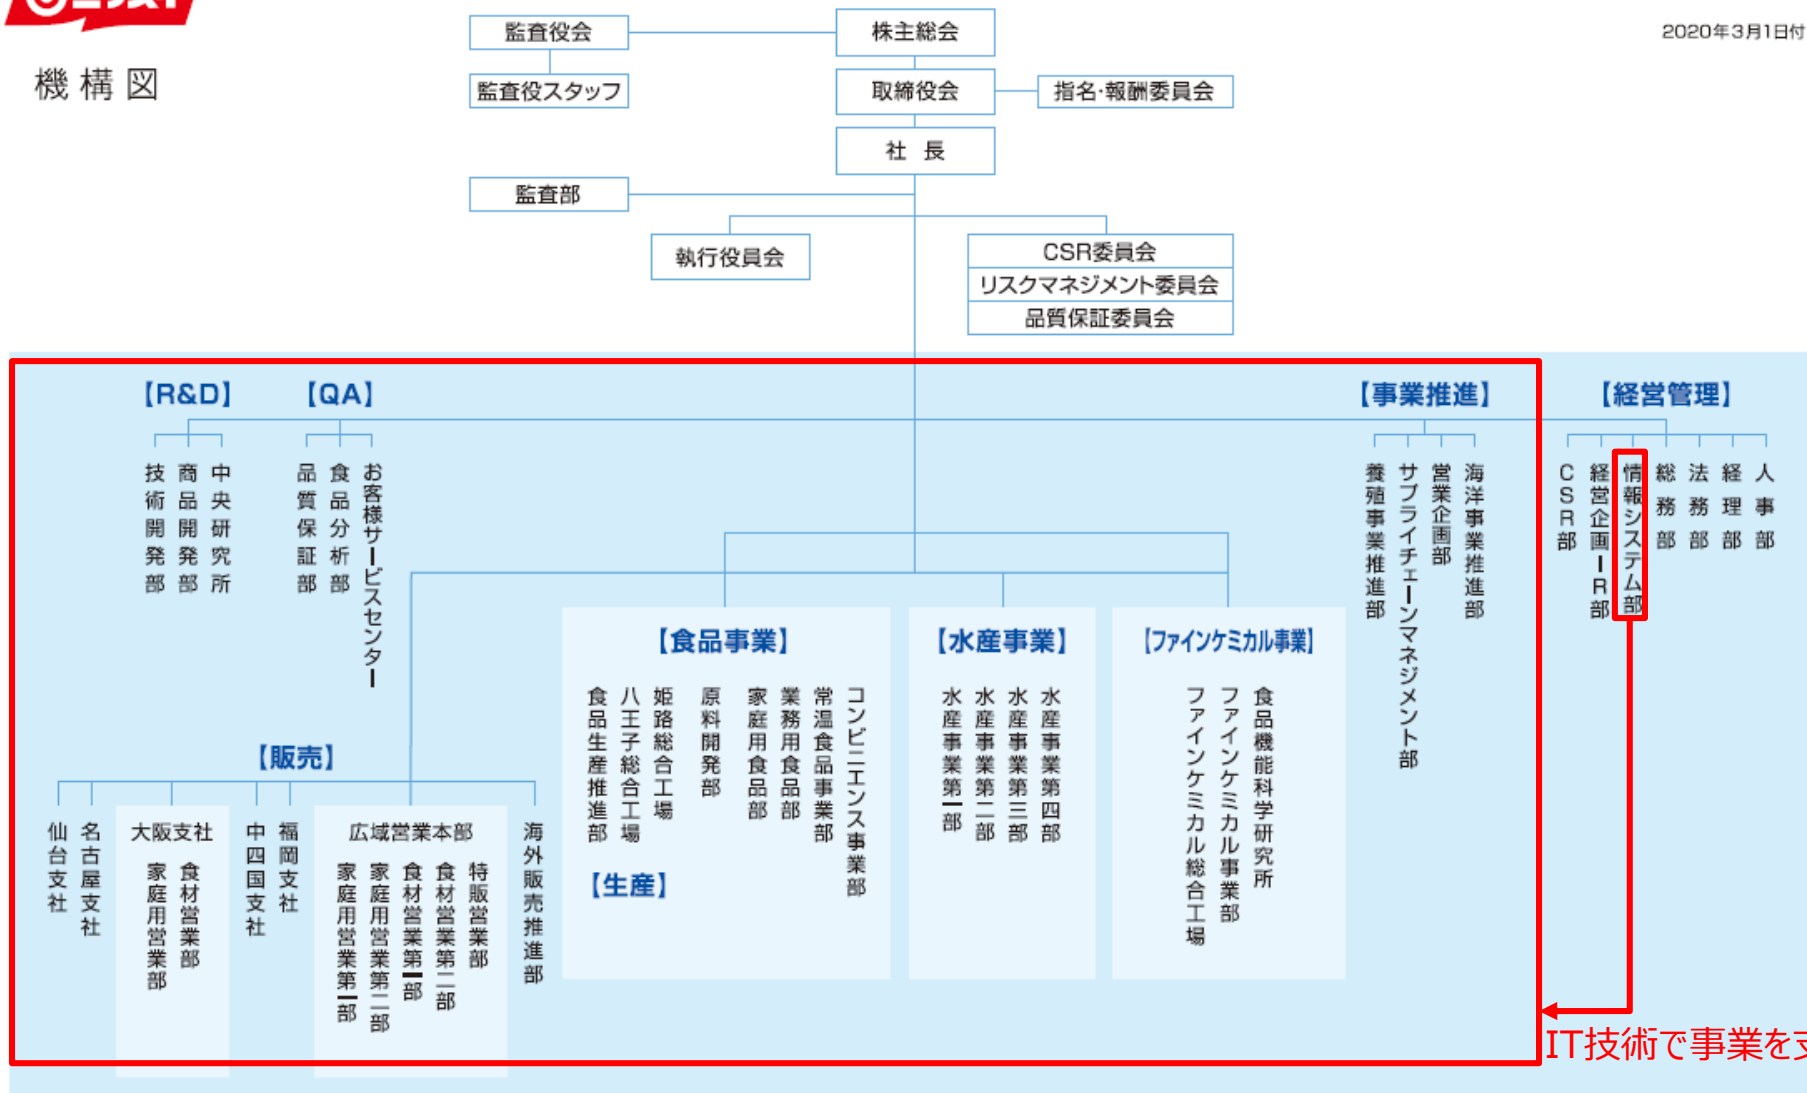 2020年3月1日付
機構図
監査役会
株主総会
監査役スタッフ
取締役会
指名・報酬委員会
社長
監査部
執行役員会
CSR委員会
リスクマネジメント委員会
品質保証委員会
【R&D】
技術開発部
商品開発部
中央研究所
【QA】
品質保証部
食品分析部
お客様サービスセンター
【事業推進】
養殖事業推進部
サプライチェーンマネジメント部
営業企画部
海洋事業推進部
【経営管理】
CSR部
経営企画IR部
情報システム部
総務部
法務部
経理部
人事部
【食品事業】
食品生産推進部
八王子総合工場
姫路総合工場
原料開発部
家庭用食品部
業務用食品部
常温食品事業部
コンビニエンス事業部
【生産】
【水産事業】
水産事業第一部
水産事業第二部
水産事業第三部
水産事業第四部
【ファインケミカル事業】
ファインケミカル総合工場
ファインケミカル事業部
食品機能科学研究所
【販売】
仙台支社
名古屋支社
大阪支社
家庭用営業部
食材営業部
中四国支社
福岡支社
広域営業本部
家庭用営業第一部
家庭用営業第二部
食材営業第一部
食材営業第二部
特販営業部
海外販売推進部
IT技術で事業を